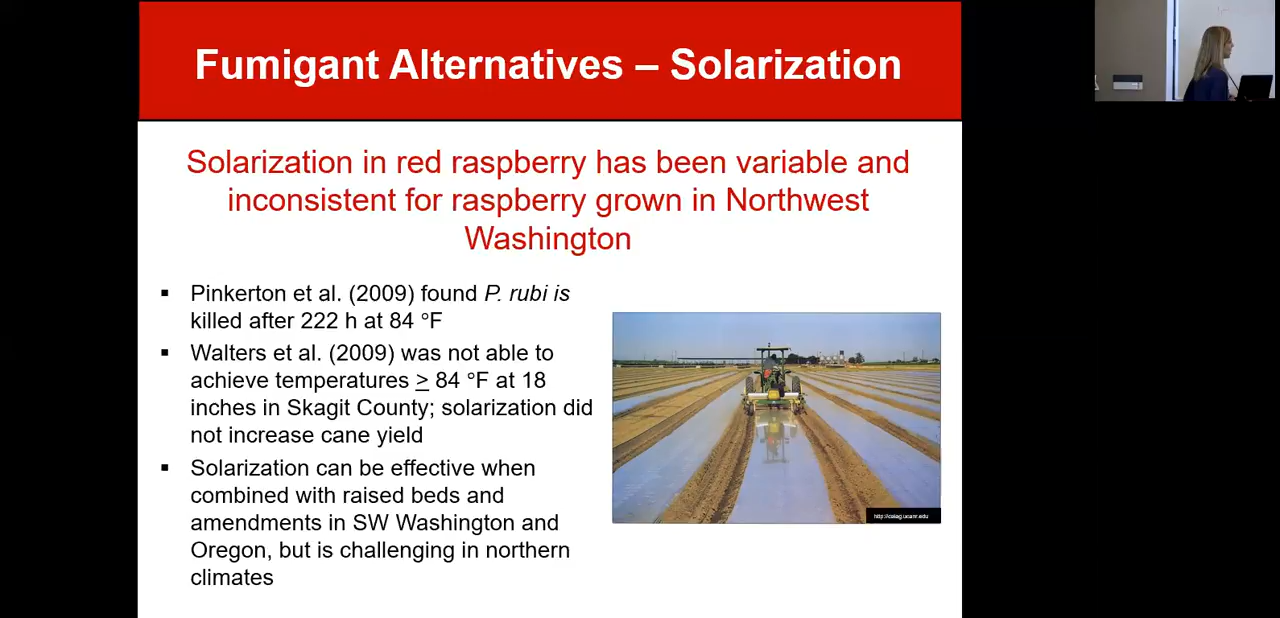 Fumigant Alternatives – Solarization
Solarization in red raspberry has been variable and
inconsistent for raspberry grown in Northwest
Washington
▪ Pinkerton et al. (2009) found P. rubi is
killed after 222 h at 84 °F
▪ Walters et al. (2009) was not able to
achieve temperatures > 84 °F at 18
inches in Skagit County; solarization did
not increase cane yield
▪ Solarization can be effective when
combined with raised beds and
amendments in SW Washington and
Oregon, but is challenging in northern
climates
http://calag.ucanr.edu